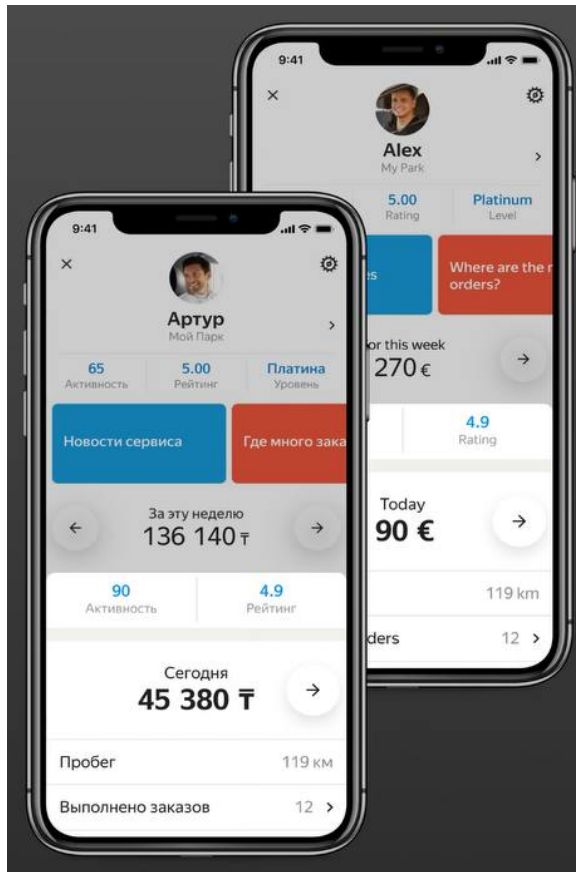 9:41
Alex
My Park
5.00
Platinum
Rating
Level
Where are the
orders?
or this week
270 €
4.9
Rating
Today
90 €
119 km
ders
12
9:41
Артур
Мой Парк
65
5.00
Платина
Активность
Рейтинг
Уровень
Новости сервиса
Где много зака
За эту неделю
136 140 ₸
90
4.9
Активность
Рейтинг
Сегодня
45 380 ₸
Пробег
119 км
Выполнено заказов
12